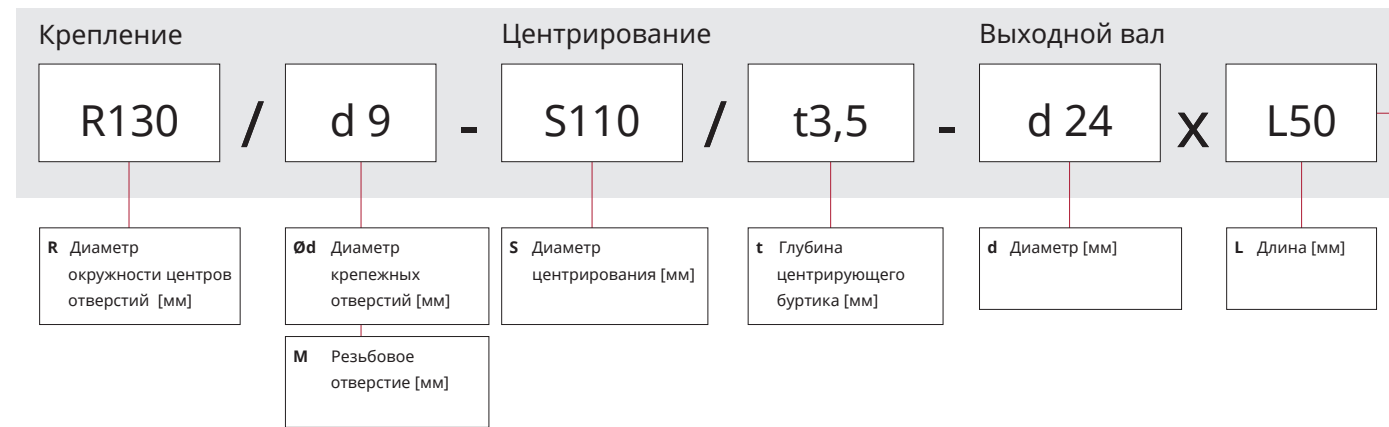 Крепление
Центрирование
Выходной вал
R130 / d 9 - S110 / t3,5 - d 24 x L50
R Диаметр
окружности центров
отверстий [мм]
Ød Диаметр
крепежных
отверстий [мм]
M Резьбовое
отверстие [мм]
S Диаметр
центрирования [мм]
t Глубина
центрирующего
буртика [мм]
d Диаметр [мм]
L Длина [мм]